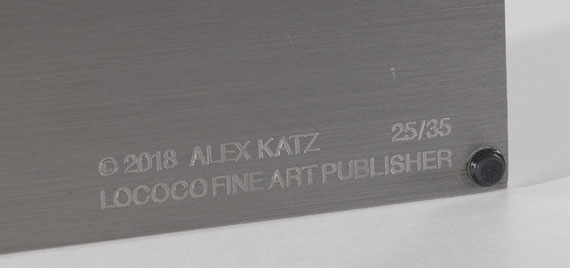 © 2018 ALEX KATZ 25/35
LOCOCO FINE ART PUBLISHER